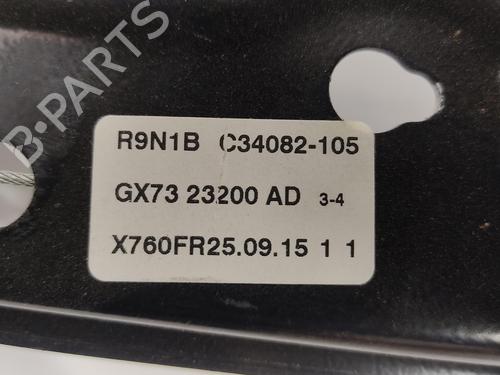 B-PARTS
R9N1B C34082-105
GX73 23200 AD 3-4
X760FR25.09.15 1 1